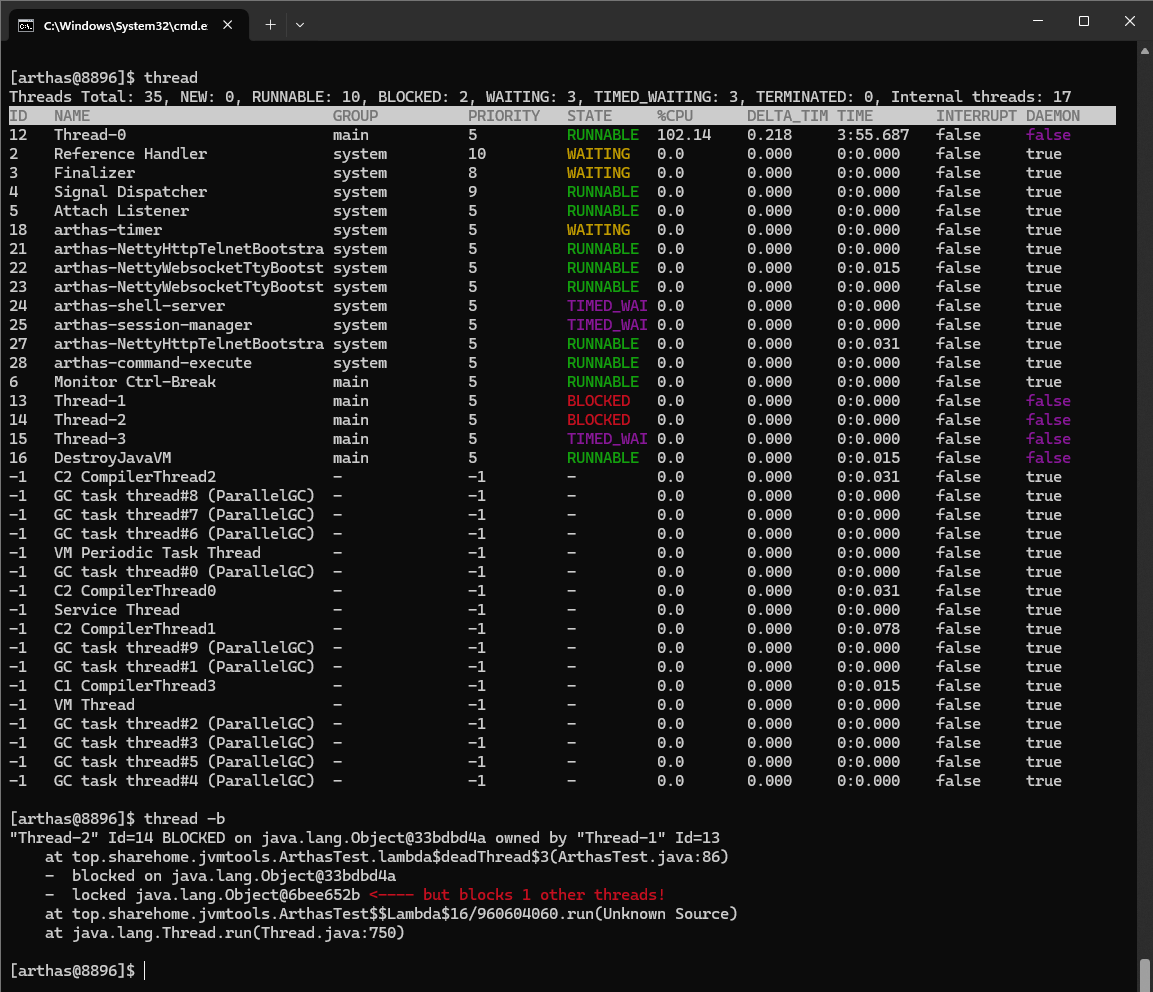 C:\Windows\System32\cmd.e
[arthas@8896]$ thread
Threads Total: 35, NEW: 0, RUNNABLE: 10, BLOCKED: 2, WAITING: 3, TIMED_WAITING: 3, TERMINATED: 0, Internal threads: 17
ID NAME GROUP PRIORITY STATE %CPU DELTA_TIM TIME INTERRUPT DAEMON
12 Thread-0 main 5 RUNNABLE 102.14 0.218 3:55.687 false false
2 Reference Handler system 10 WAITING 0.0 0.000 0:0.000 false true
3 Finalizer system 8 WAITING 0.0 0.000 0:0.000 false true
4 Signal Dispatcher system 9 RUNNABLE 0.0 0.000 0:0.000 false true
5 Attach Listener system 5 RUNNABLE 0.0 0.000 0:0.000 false true
18 arthas-timer system 5 WAITING 0.0 0.000 0:0.000 false true
21 arthas-NettyHttpTelnetBootstra system 5 RUNNABLE 0.0 0.000 0:0.000 false true
22 arthas-NettyWebsocketTtyBootst system 5 RUNNABLE 0.0 0.000 0:0.015 false true
23 arthas-NettyWebsocketTtyBootst system 5 RUNNABLE 0.0 0.000 0:0.000 false true
24 arthas-shell-server system 5 TIMED_WAI 0.0 0.000 0:0.000 false true
25 arthas-session-manager system 5 TIMED_WAI 0.0 0.000 0:0.000 false true
27 arthas-NettyHttpTelnetBootstra system 5 RUNNABLE 0.0 0.000 0:0.031 false true
28 arthas-command-execute system 5 RUNNABLE 0.0 0.000 0:0.000 false true
6 Monitor Ctrl-Break main 5 RUNNABLE 0.0 0.000 0:0.000 false true
13 Thread-1 main 5 BLOCKED 0.0 0.000 0:0.000 false false
14 Thread-2 main 5 BLOCKED 0.0 0.000 0:0.000 false false
15 Thread-3 main 5 TIMED_WAI 0.0 0.000 0:0.000 false false
16 DestroyJavaVM main 5 RUNNABLE 0.0 0.000 0:0.015 false false
-1 C2 CompilerThread2 - -1 - 0.0 0.000 0:0.031 false true
-1 GC task thread#8 (ParallelGC) - -1 - 0.0 0.000 0:0.000 false true
-1 GC task thread#7 (ParallelGC) - -1 - 0.0 0.000 0:0.000 false true
-1 GC task thread#6 (ParallelGC) - -1 - 0.0 0.000 0:0.000 false true
-1 VM Periodic Task Thread - -1 - 0.0 0.000 0:0.000 false true
-1 GC task thread#0 (ParallelGC) - -1 - 0.0 0.000 0:0.000 false true
-1 C2 CompilerThread0 - -1 - 0.0 0.000 0:0.031 false true
-1 Service Thread - -1 - 0.0 0.000 0:0.000 false true
-1 C2 CompilerThread1 - -1 - 0.0 0.000 0:0.078 false true
-1 GC task thread#9 (ParallelGC) - -1 - 0.0 0.000 0:0.000 false true
-1 GC task thread#1 (ParallelGC) - -1 - 0.0 0.000 0:0.000 false true
-1 C1 CompilerThread3 - -1 - 0.0 0.000 0:0.015 false true
-1 VM Thread - -1 - 0.0 0.000 0:0.000 false true
-1 GC task thread#2 (ParallelGC) - -1 - 0.0 0.000 0:0.000 false true
-1 GC task thread#3 (ParallelGC) - -1 - 0.0 0.000 0:0.000 false true
-1 GC task thread#5 (ParallelGC) - -1 - 0.0 0.000 0:0.000 false true
-1 GC task thread#4 (ParallelGC) - -1 - 0.0 0.000 0:0.000 false true
[arthas@8896]$ thread -b
"Thread-2" Id=14 BLOCKED on java.lang.Object@33bdbd4a owned by "Thread-1" Id=13
at top.sharehome.jvmtools.ArthasTest.lambda$deadThread$3(ArthasTest.java:86)
- blocked on java.lang.Object@33bdbd4a
- locked java.lang.Object@6bee652b <---- but blocks 1 other threads!
at top.sharehome.jvmtools.ArthasTest$$Lambda$16/960604060.run(Unknown Source)
at java.lang.Thread.run(Thread.java:750)
[arthas@8896]$